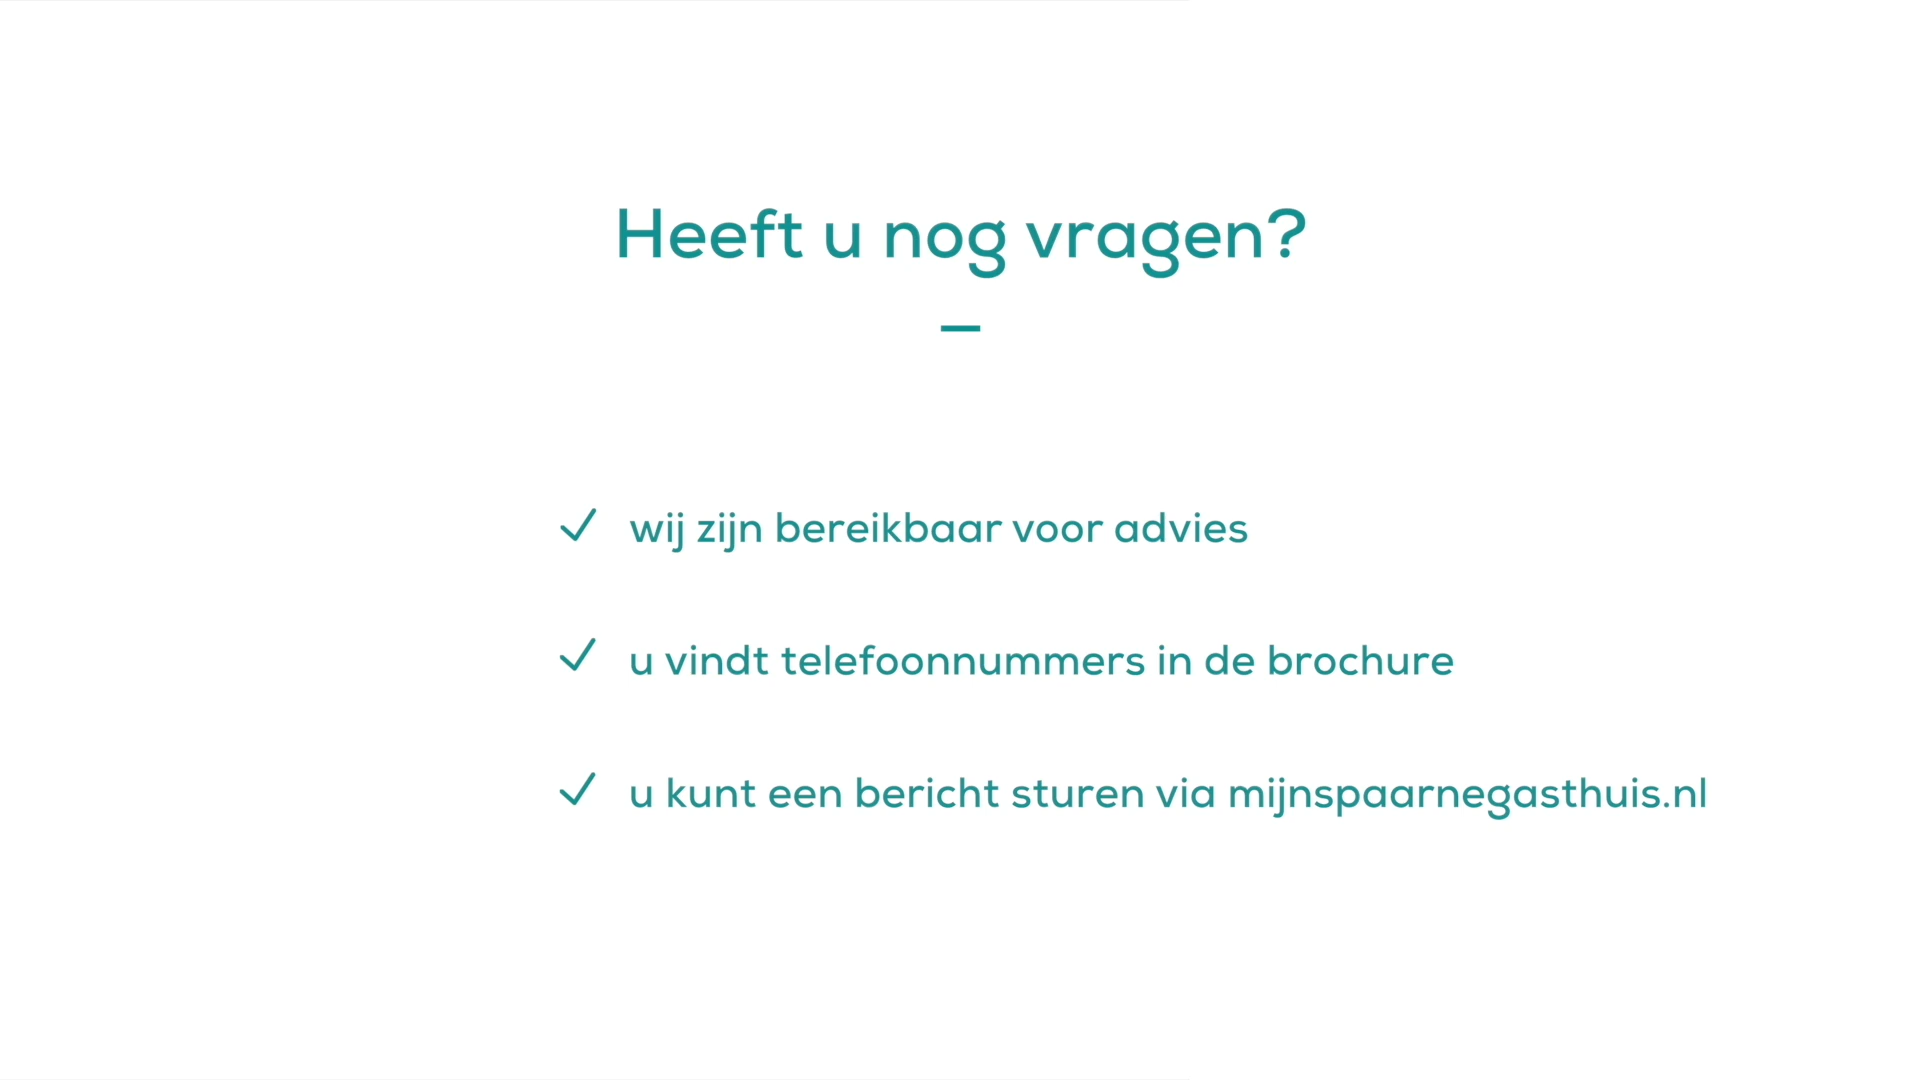 Heeft u nog vragen?
wij zijn bereikbaar voor advies
u vindt telefoonnummers in de brochure
u kunt een bericht sturen via mijnspaarnegasthuis.nl